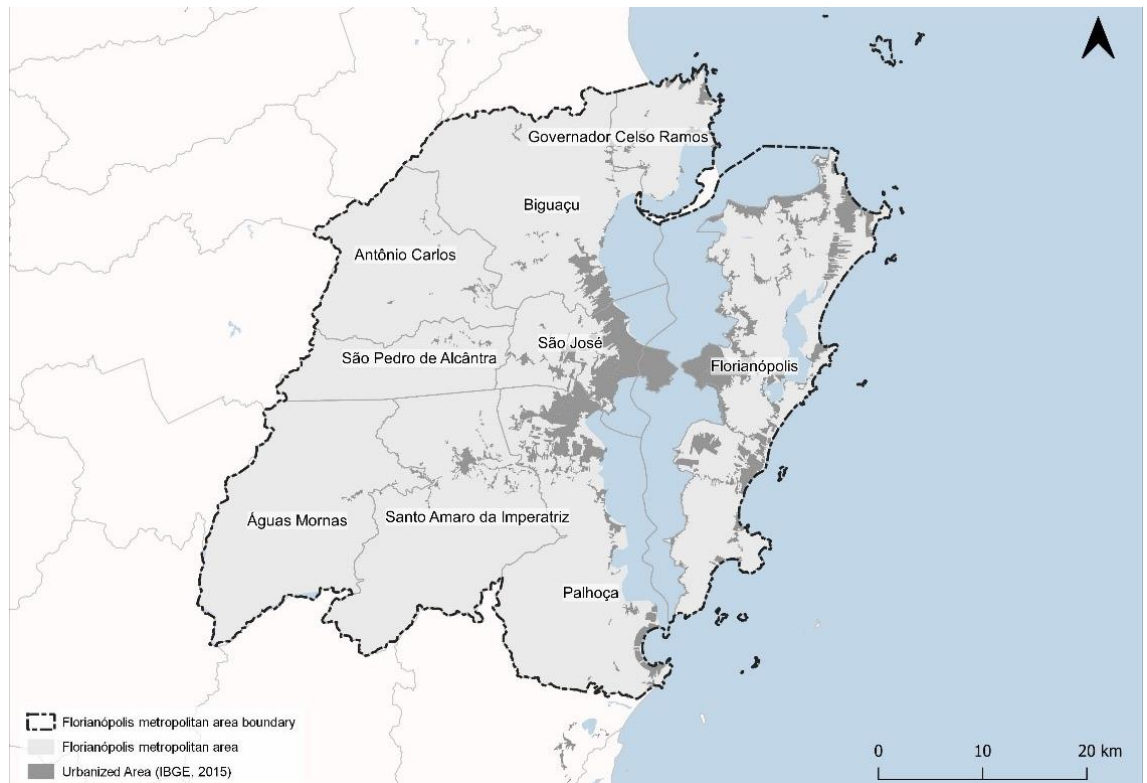 Governador Celso Ramos
Biguaçu
Antônio Carlos
São José
São Pedro de Alcântra
Florianópolis
Águas Mornas
Santo Amaro da Imperatriz
Palhoça
Florianópolis metropolitan area boundary
Florianópolis metropolitan area
Urbanized Area (IBGE, 2015)
0 10 20 km